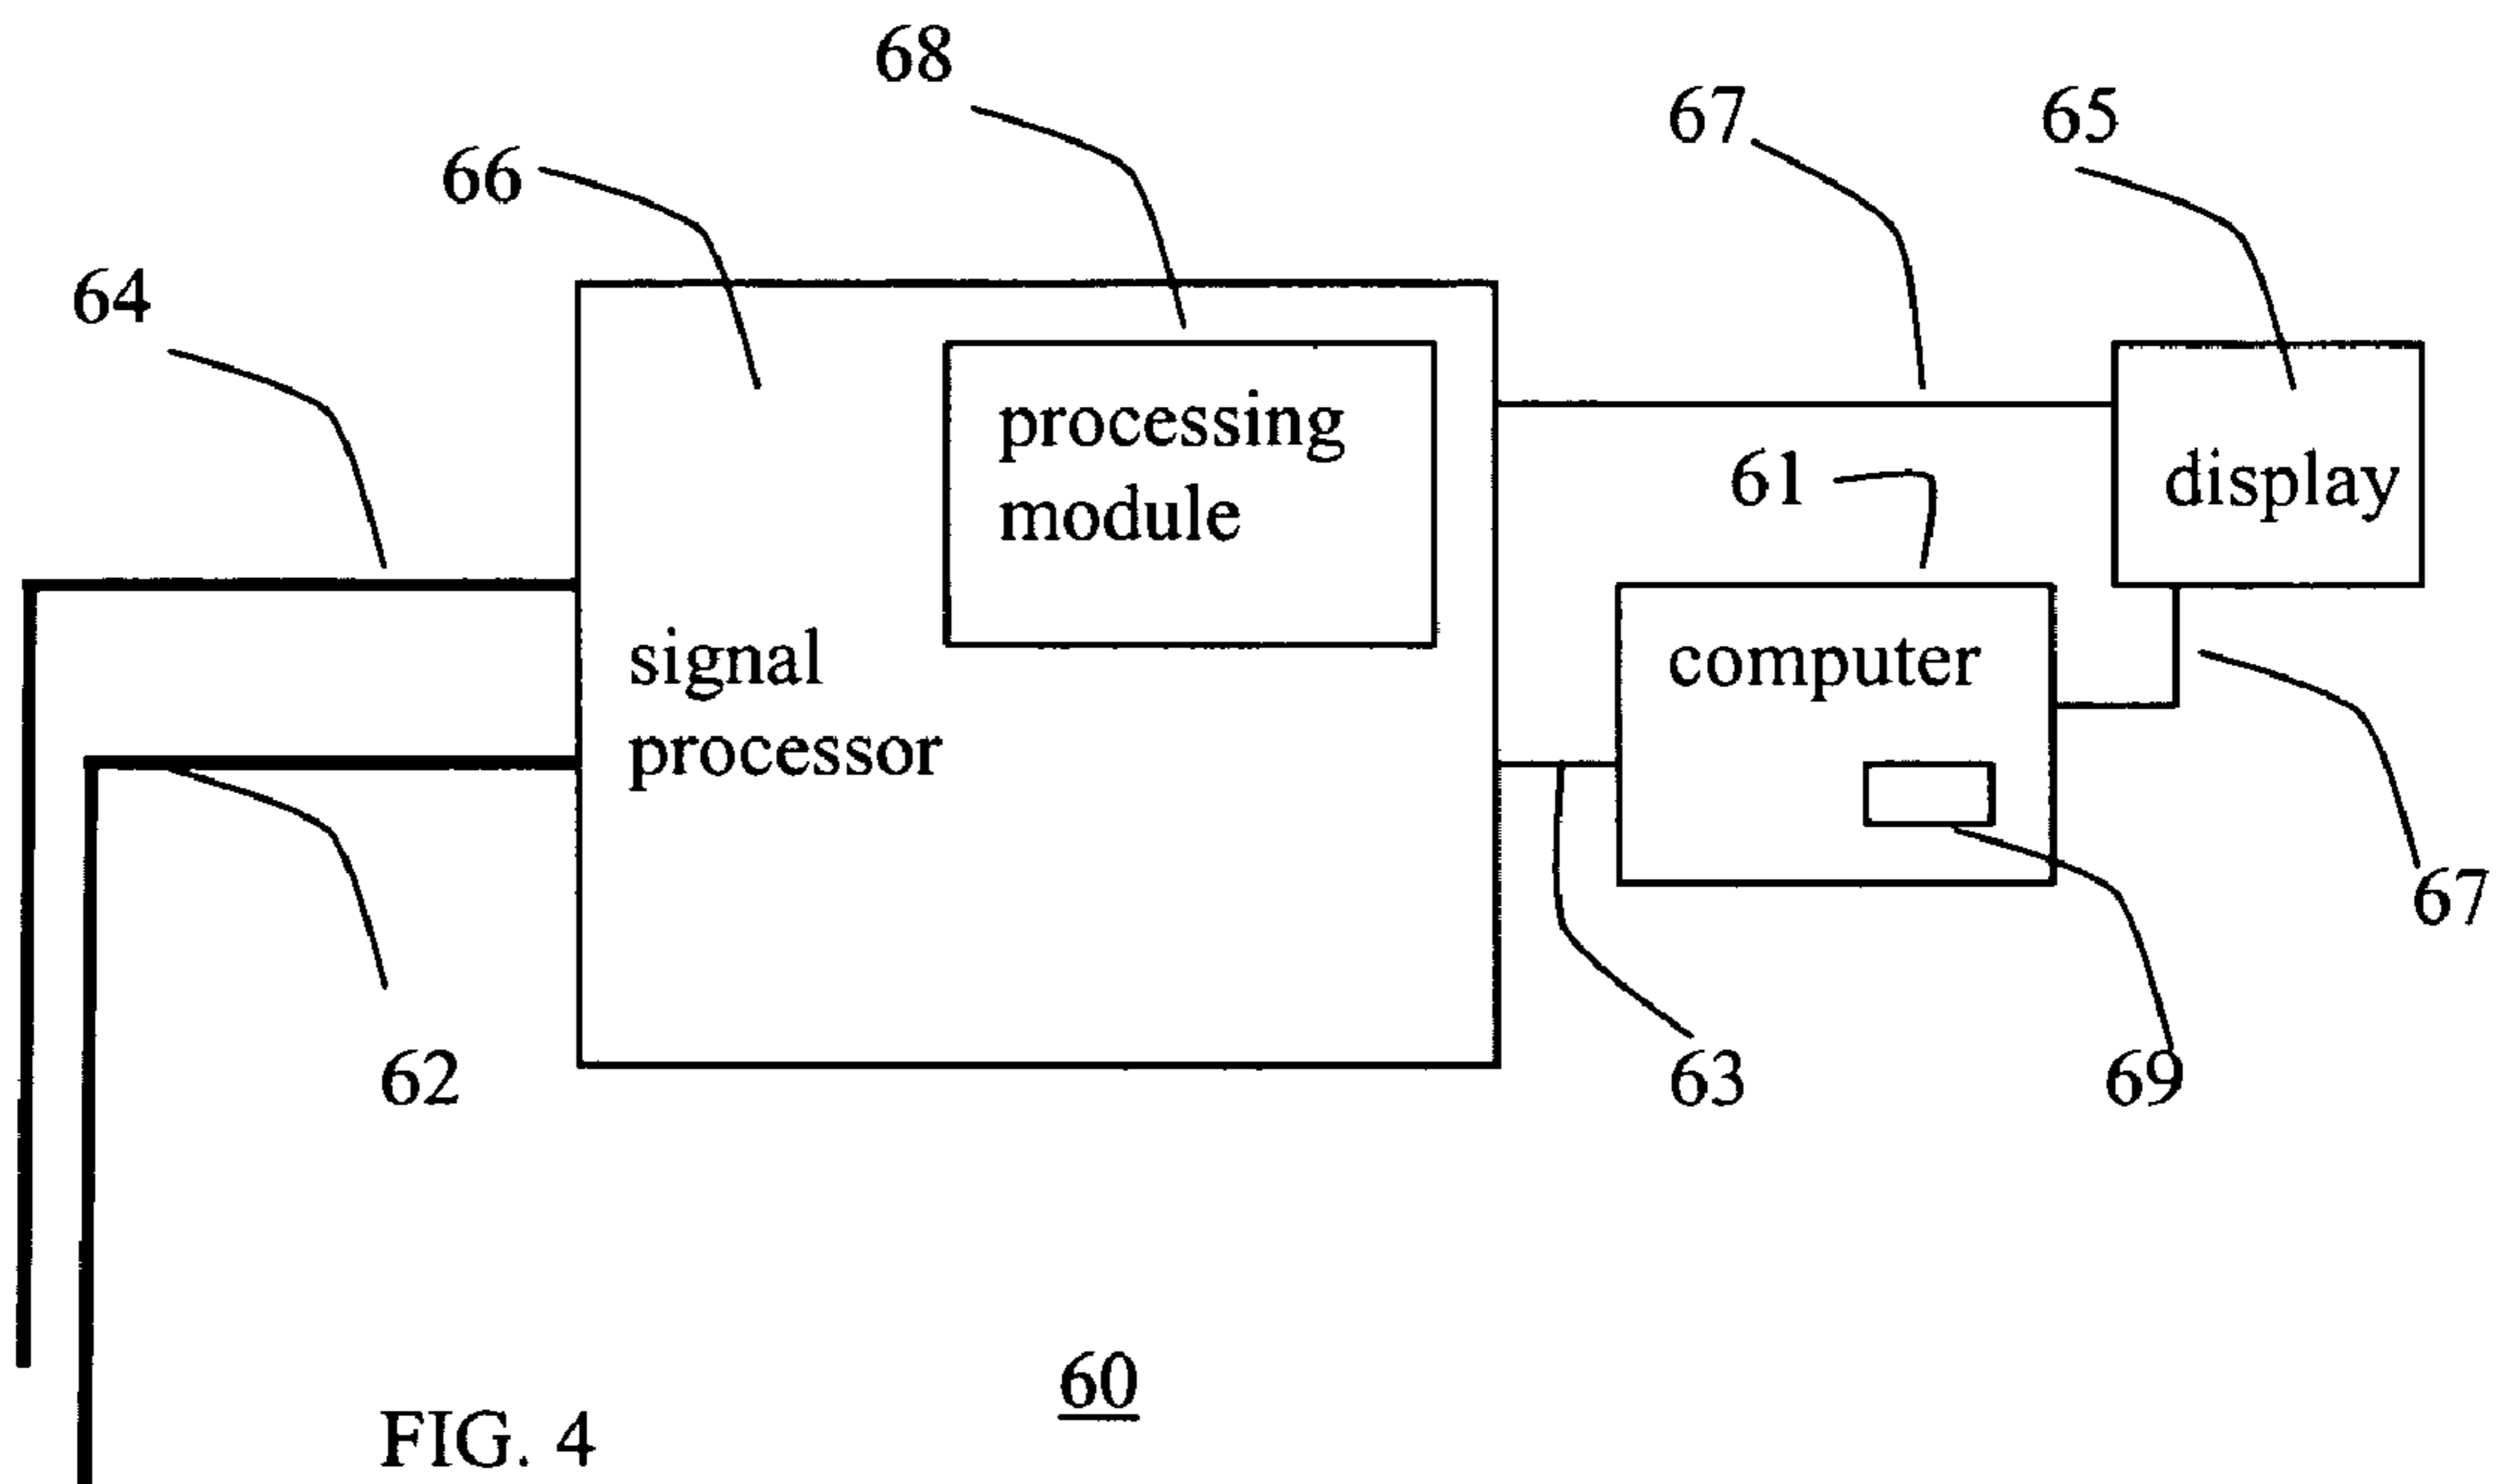 68
67
65
66
64
processing
module
61
display
signal
processor
computer
67
62
63
69
60
FIG. 4